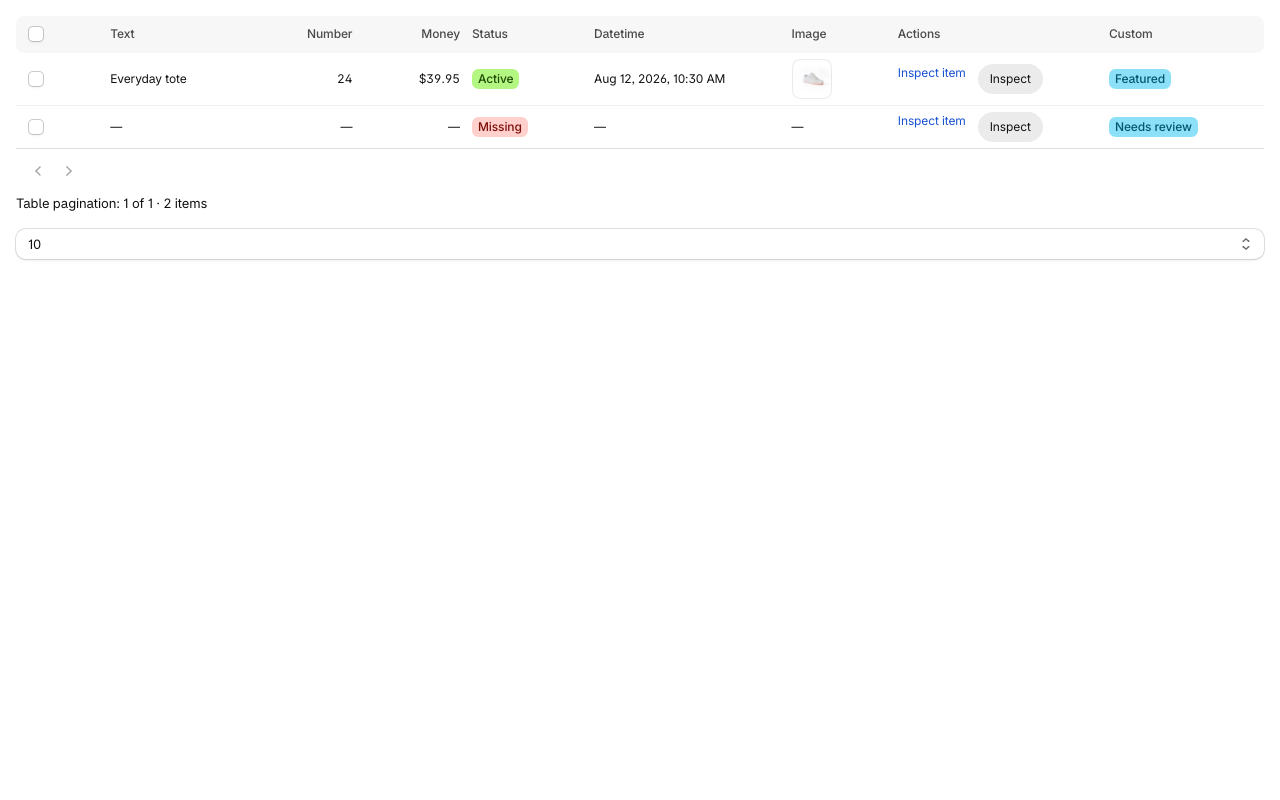 Text Number Money Status Datetime Image Actions Custom
Everyday tote 24 $39.95 Active Aug 12, 2026, 10:30 AM Inspect item Inspect Featured
— — — Missing — — Inspect item Inspect Needs review
Table pagination: 1 of 1 · 2 items
10